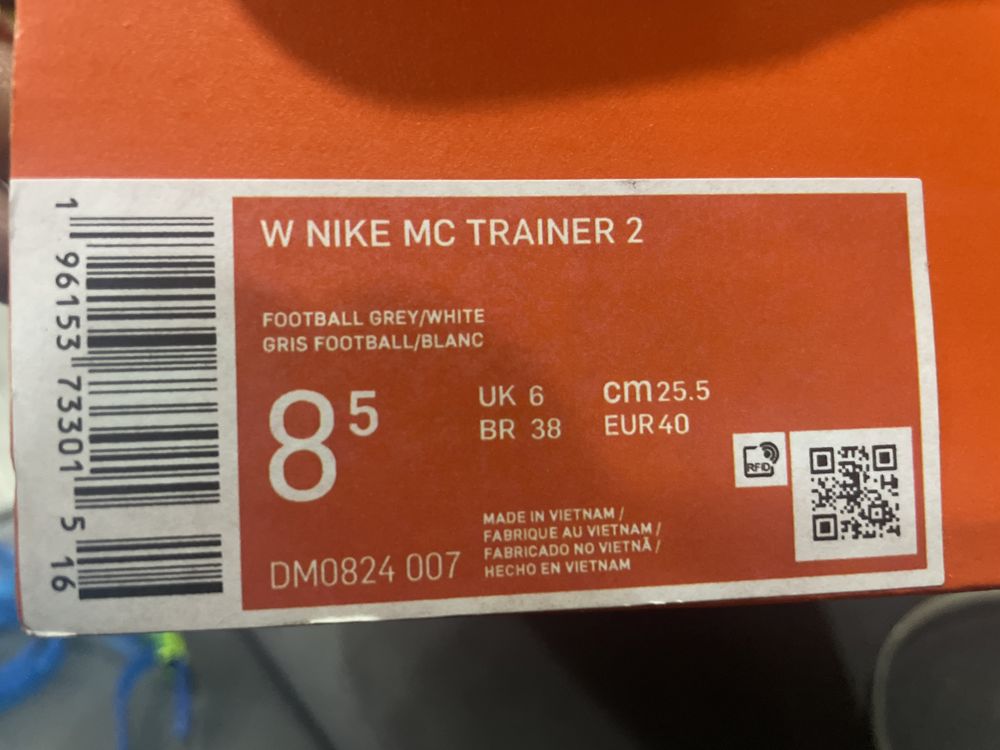 W NIKE MC TRAINER 2
FOOTBALL GREY/WHITE
GRIS FOOTBALL/BLANC
8 5
UK 6
cm 25.5
BR 38
EUR 40
RFID
MADE IN VIETNAM /
FABRIQUE AU VIETNAM /
FABRICADO NO VIETNÃ /
HECHO EN VIETNAM
DM0824 007
1 96153 73301 5 16